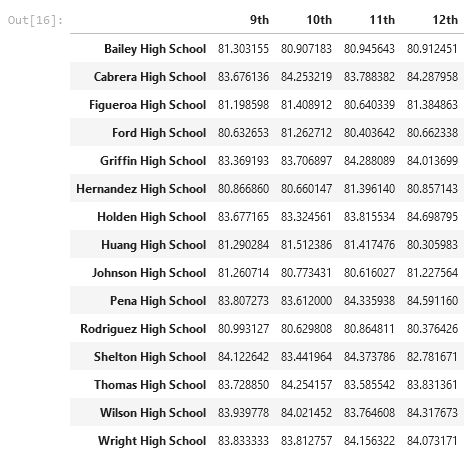 Out[16]:
9th 10th 11th 12th
Bailey High School 81.303155 80.907183 80.945643 80.912451
Cabrera High School 83.676136 84.253219 83.788382 84.287958
Figueroa High School 81.198598 81.408912 80.640339 81.384863
Ford High School 80.632653 81.262712 80.403642 80.662338
Griffin High School 83.369193 83.706897 84.288089 84.013699
Hernandez High School 80.866860 80.660147 81.396140 80.857143
Holden High School 83.677165 83.324561 83.815534 84.698795
Huang High School 81.290284 81.512386 81.417476 80.305983
Johnson High School 81.260714 80.773431 80.616027 81.227564
Pena High School 83.807273 83.612000 84.335938 84.591160
Rodriguez High School 80.993127 80.629808 80.864811 80.376426
Shelton High School 84.122642 83.441964 84.373786 82.781671
Thomas High School 83.728850 84.254157 83.585542 83.831361
Wilson High School 83.939778 84.021452 83.764608 84.317673
Wright High School 83.833333 83.812757 84.156322 84.073171